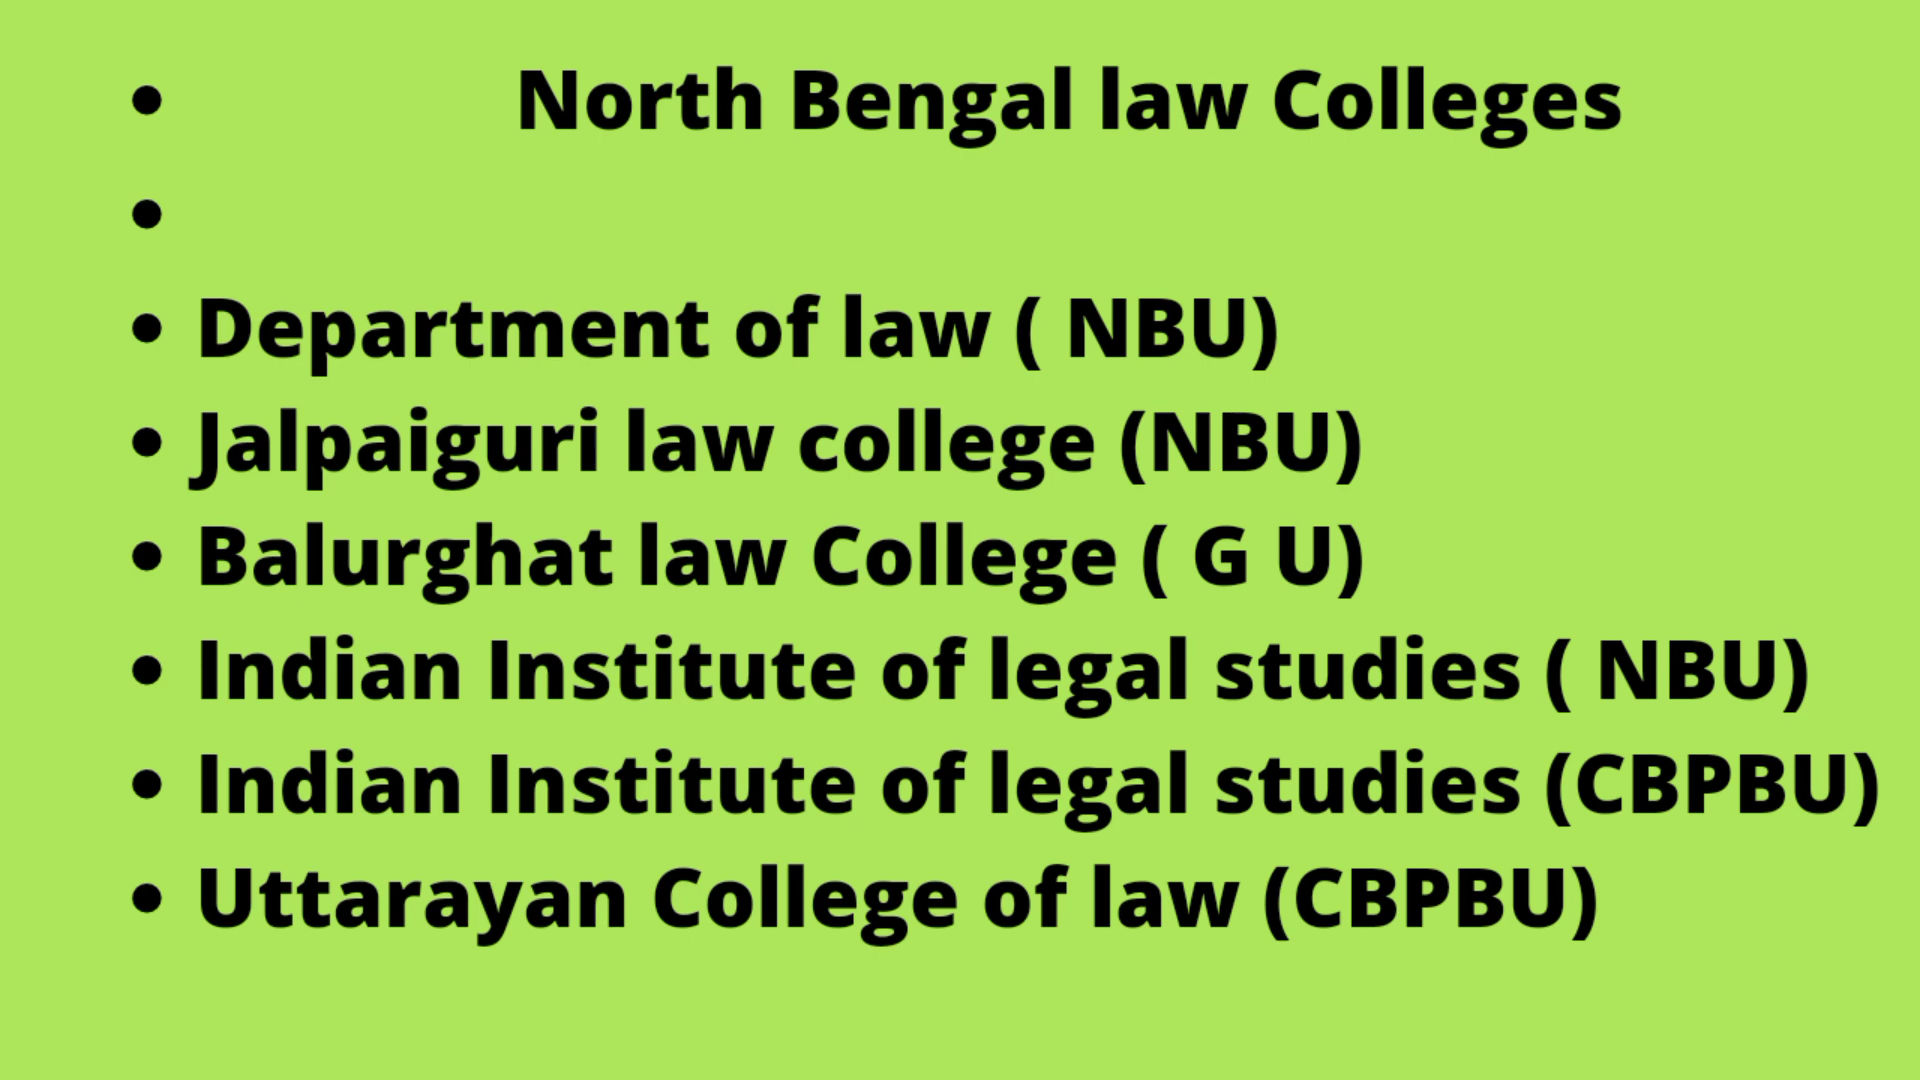 • North Bengal law Colleges
•
• Department of law ( NBU)
• Jalpaiguri law college (NBU)
• Balurghat law College ( G U)
• Indian Institute of legal studies ( NBU)
• Indian Institute of legal studies (CBPBU)
• Uttarayan College of law (CBPBU)